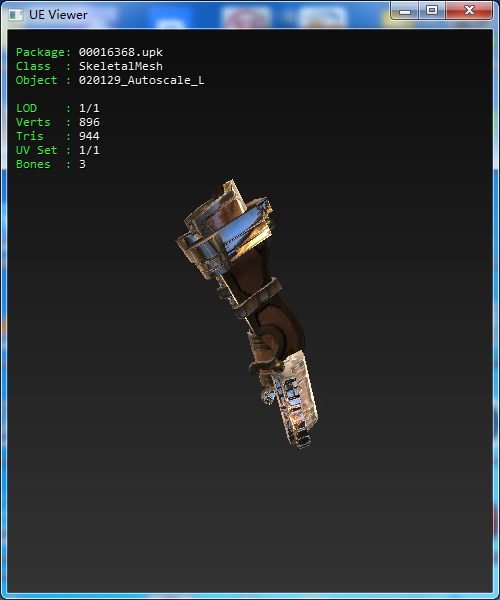 UE Viewer
Package: 00016368.upk
Class : SkeletalMesh
Object : 020129_Autoscale_L
LOD : 1/1
Verts : 896
Tris : 944
UV Set : 1/1
Bones : 3